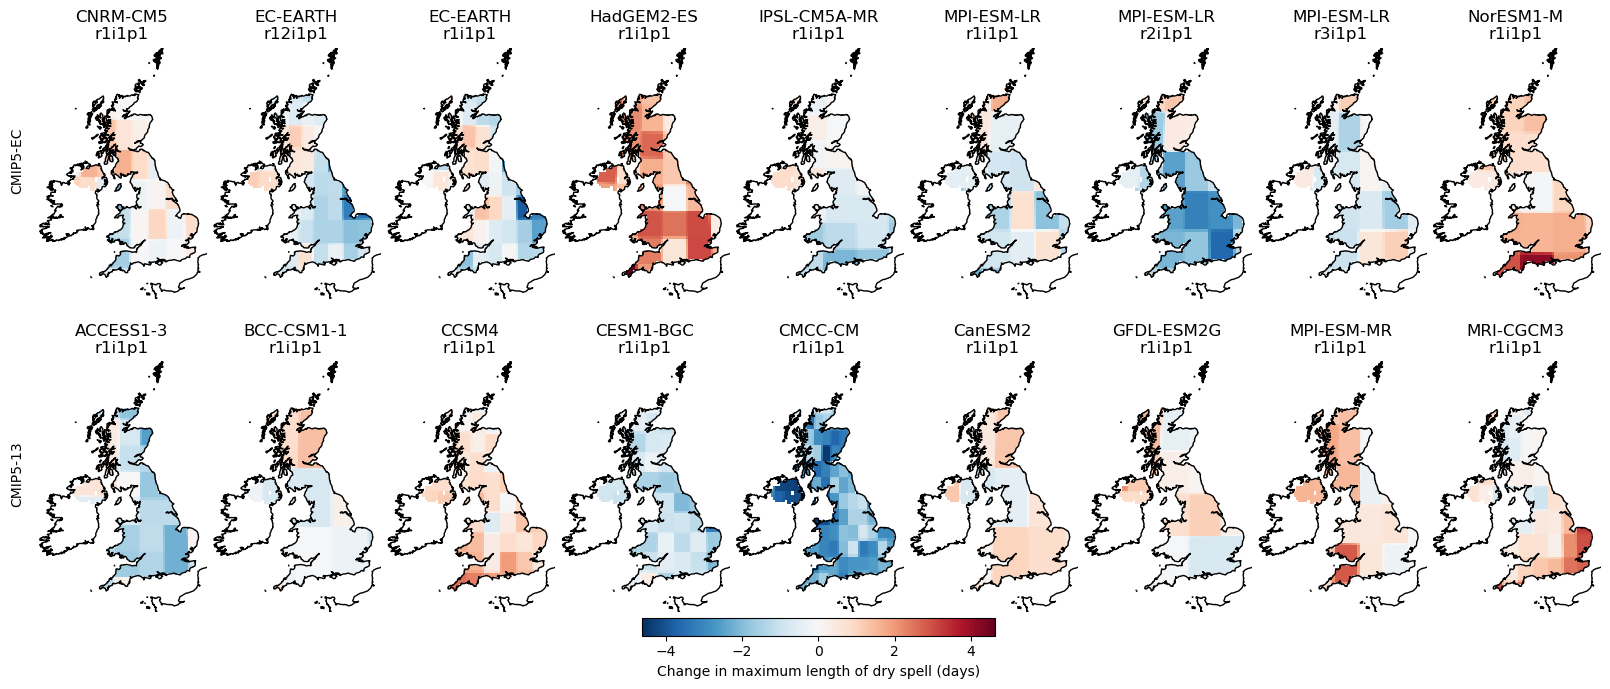 CNRM-CM5
r1i1p1
EC-EARTH
r12i1p1
EC-EARTH
r1i1p1
HadGEM2-ES
r1i1p1
IPSL-CM5A-MR
r1i1p1
MPI-ESM-LR
r1i1p1
MPI-ESM-LR
r2i1p1
MPI-ESM-LR
r3i1p1
NorESM1-M
r1i1p1
CMIP5-EC
ACCESS1-3
r1i1p1
BCC-CSM1-1
r1i1p1
CCSM4
r1i1p1
CESM1-BGC
r1i1p1
CMCC-CM
r1i1p1
CanESM2
r1i1p1
GFDL-ESM2G
r1i1p1
MPI-ESM-MR
r1i1p1
MRI-CGCM3
r1i1p1
CMIP5-13
−4 −2 0 2 4
Change in maximum length of dry spell (days)